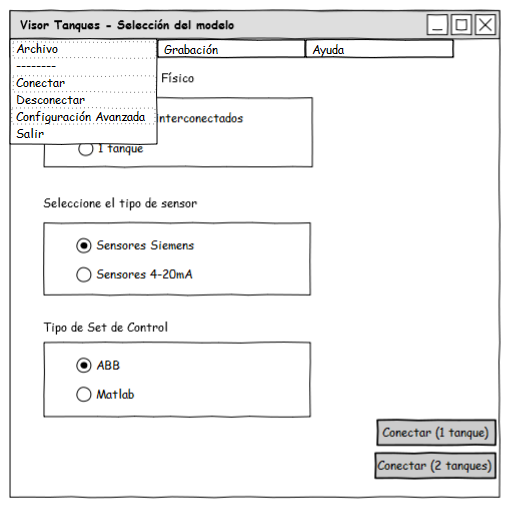 Visor Tanques - Selección del modelo
Archivo
Grabación
Ayuda
--------
Conectar
Desconectar
Configuración Avanzada
Salir
Físico
interconectados
1 tanque
Seleccione el tipo de sensor
Sensores Siemens
Sensores 4-20mA
Tipo de Set de Control
ABB
Matlab
Conectar (1 tanque)
Conectar (2 tanques)